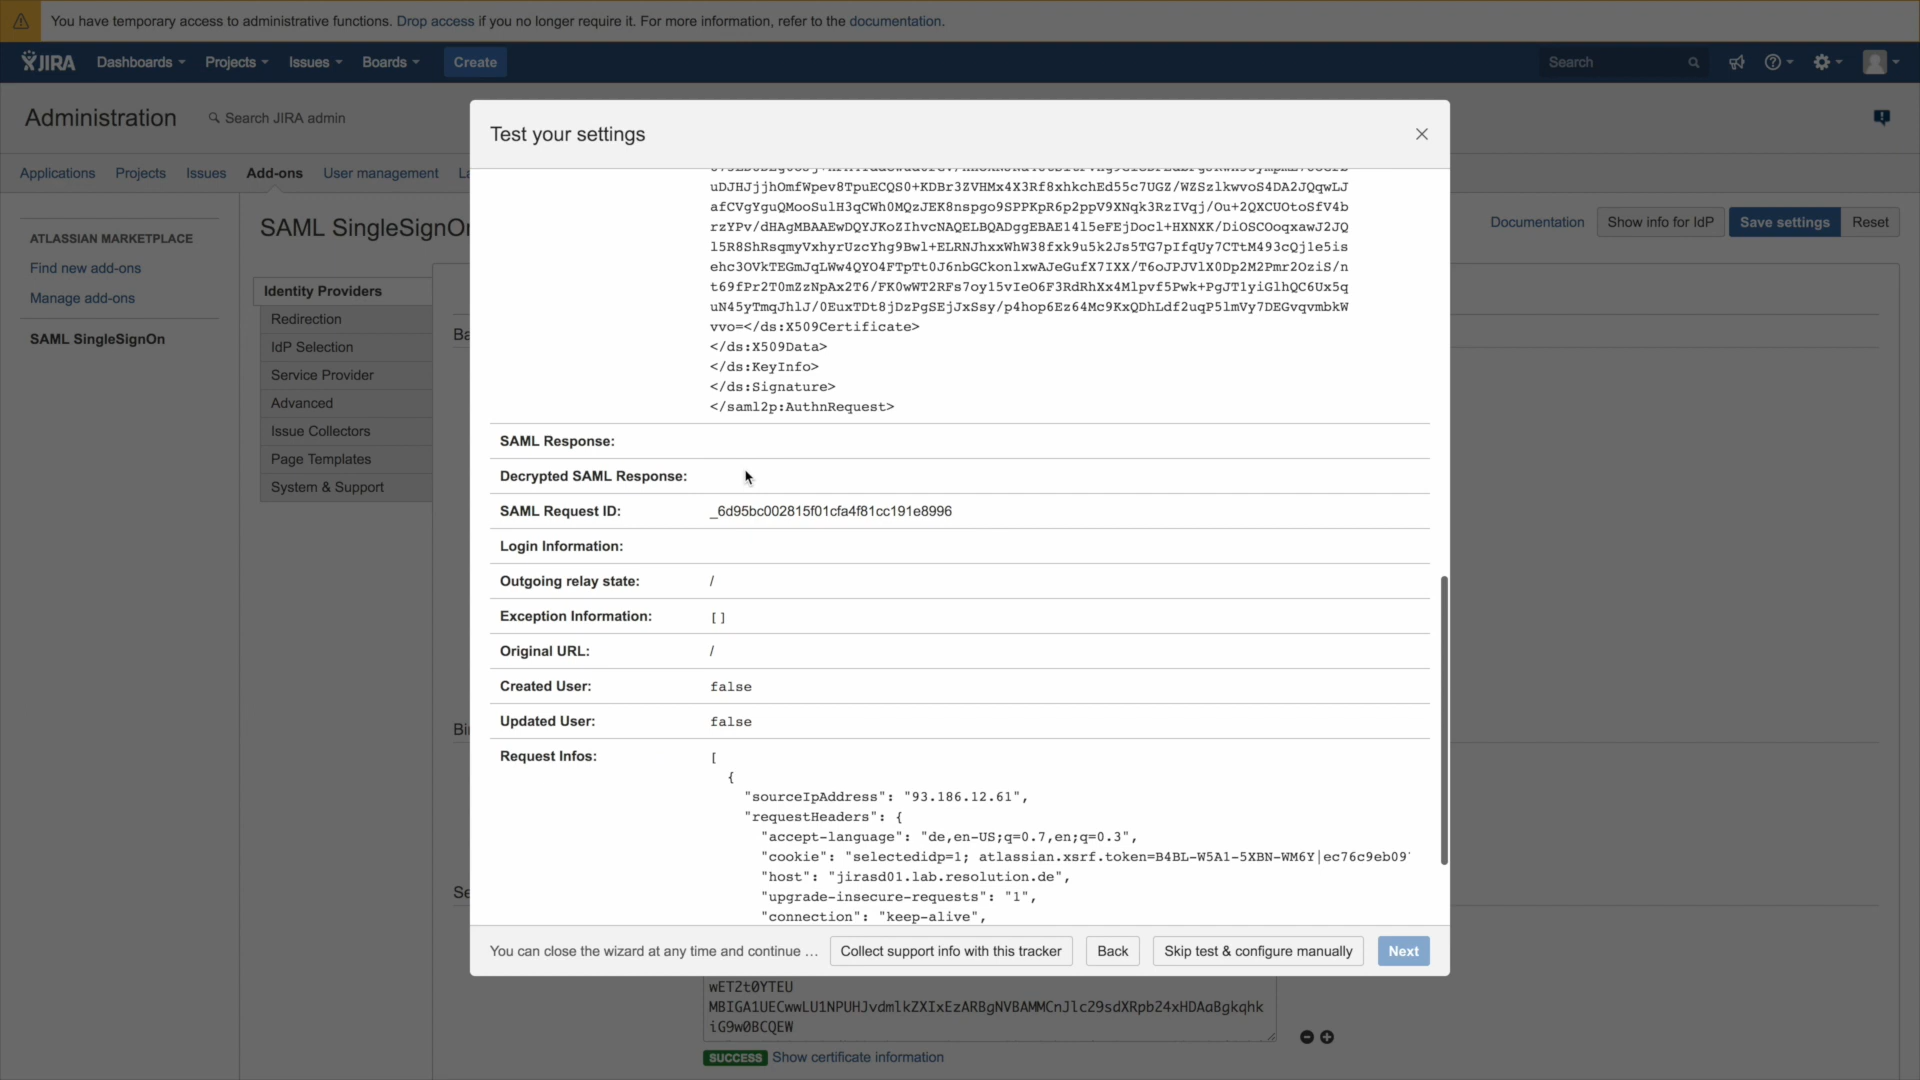 You have temporary access to administrative functions. Drop access if you no longer require it. For more information, refer to the documentation.
JIRA Dashboards Projects Issues Boards Create Search
Administration Search JIRA admin
Applications Projects Issues Add-ons User management La
ATLASSIAN MARKETPLACE
Find new add-ons
Manage add-ons
SAML SingleSignOn
SAML SingleSignOn
Documentation Show info for IdP Save settings Reset
Identity Providers
Redirection
IdP Selection
Service Provider
Advanced
Issue Collectors
Page Templates
System & Support
Ba
Bi
Se
Test your settings
uDJHJjjhOmfWpev8TpuECQS0+KDBr3ZVHMx4X3Rf8xhkchEd55c7UGZ/WZSzlkwvoS4DA2JQqwLJ
afCVgYguQMooSulH3qCWh0MQzJEK8nspgo9SPPKpR6p2ppV9XNqk3RzIVqj/Ou+2QXCUOtoSfV4b
rzYPv/dHAgMBAAEwDQYJKoZIhvcNAQELBQADggEBAE14l5eFEjDocl+HXNXK/DiOSCOoqxawJ2JQ
l5R8ShRsqmyVxhyrUzcYhg9Bwl+ELRNJhxxWhW38fxk9u5k2Js5TG7pIfqUy7CTtM493cQj1e5is
ehc3OVkTEGmJqLWw4QYO4FTpTt0J6nbGCkonlxwAJeGufX7IXX/T6oJPJVlX0Dp2M2Pmr2OziS/n
t69fPr2T0mZzNpAx2T6/FK0wWT2RFs7oy15vIeO6F3RdRhXx4Mlpvf5Pwk+PgJT1yiGlhQC6Ux5q
uN45yTmqJhlJ/0EuxTDt8jDzPgSEjJxSsy/p4hop6Ez64Mc9KxQDhLdf2uqP5lmVy7DEGvqvmbkW
vvo=</ds:X509Certificate>
</ds:X509Data>
</ds:KeyInfo>
</ds:Signature>
</saml2p:AuthnRequest>
SAML Response:
Decrypted SAML Response:
SAML Request ID: _6d95bc002815f01cfa4f81cc191e8996
Login Information:
Outgoing relay state: /
Exception Information: []
Original URL: /
Created User: false
Updated User: false
Request Infos: [
{
"sourceIpAddress": "93.186.12.61",
"requestHeaders": {
"accept-language": "de,en-US;q=0.7,en;q=0.3",
"cookie": "selectedidp=1; atlassian.xsrf.token=B4BL-W5A1-5XBN-WM6Y|ec76c9eb09
"host": "jirasd01.lab.resolution.de",
"upgrade-insecure-requests": "1",
"connection": "keep-alive",
You can close the wizard at any time and continue ... Collect support info with this tracker Back Skip test & configure manually Next
wET2t0YTEU
MBIGA1UECwwLU1NPUHJvdmlkZXIxEzARBgNVBAMMCnJlc29sdXRpb24xHDAaBgkqhk
iG9w0BCQEW
SUCCESS Show certificate information